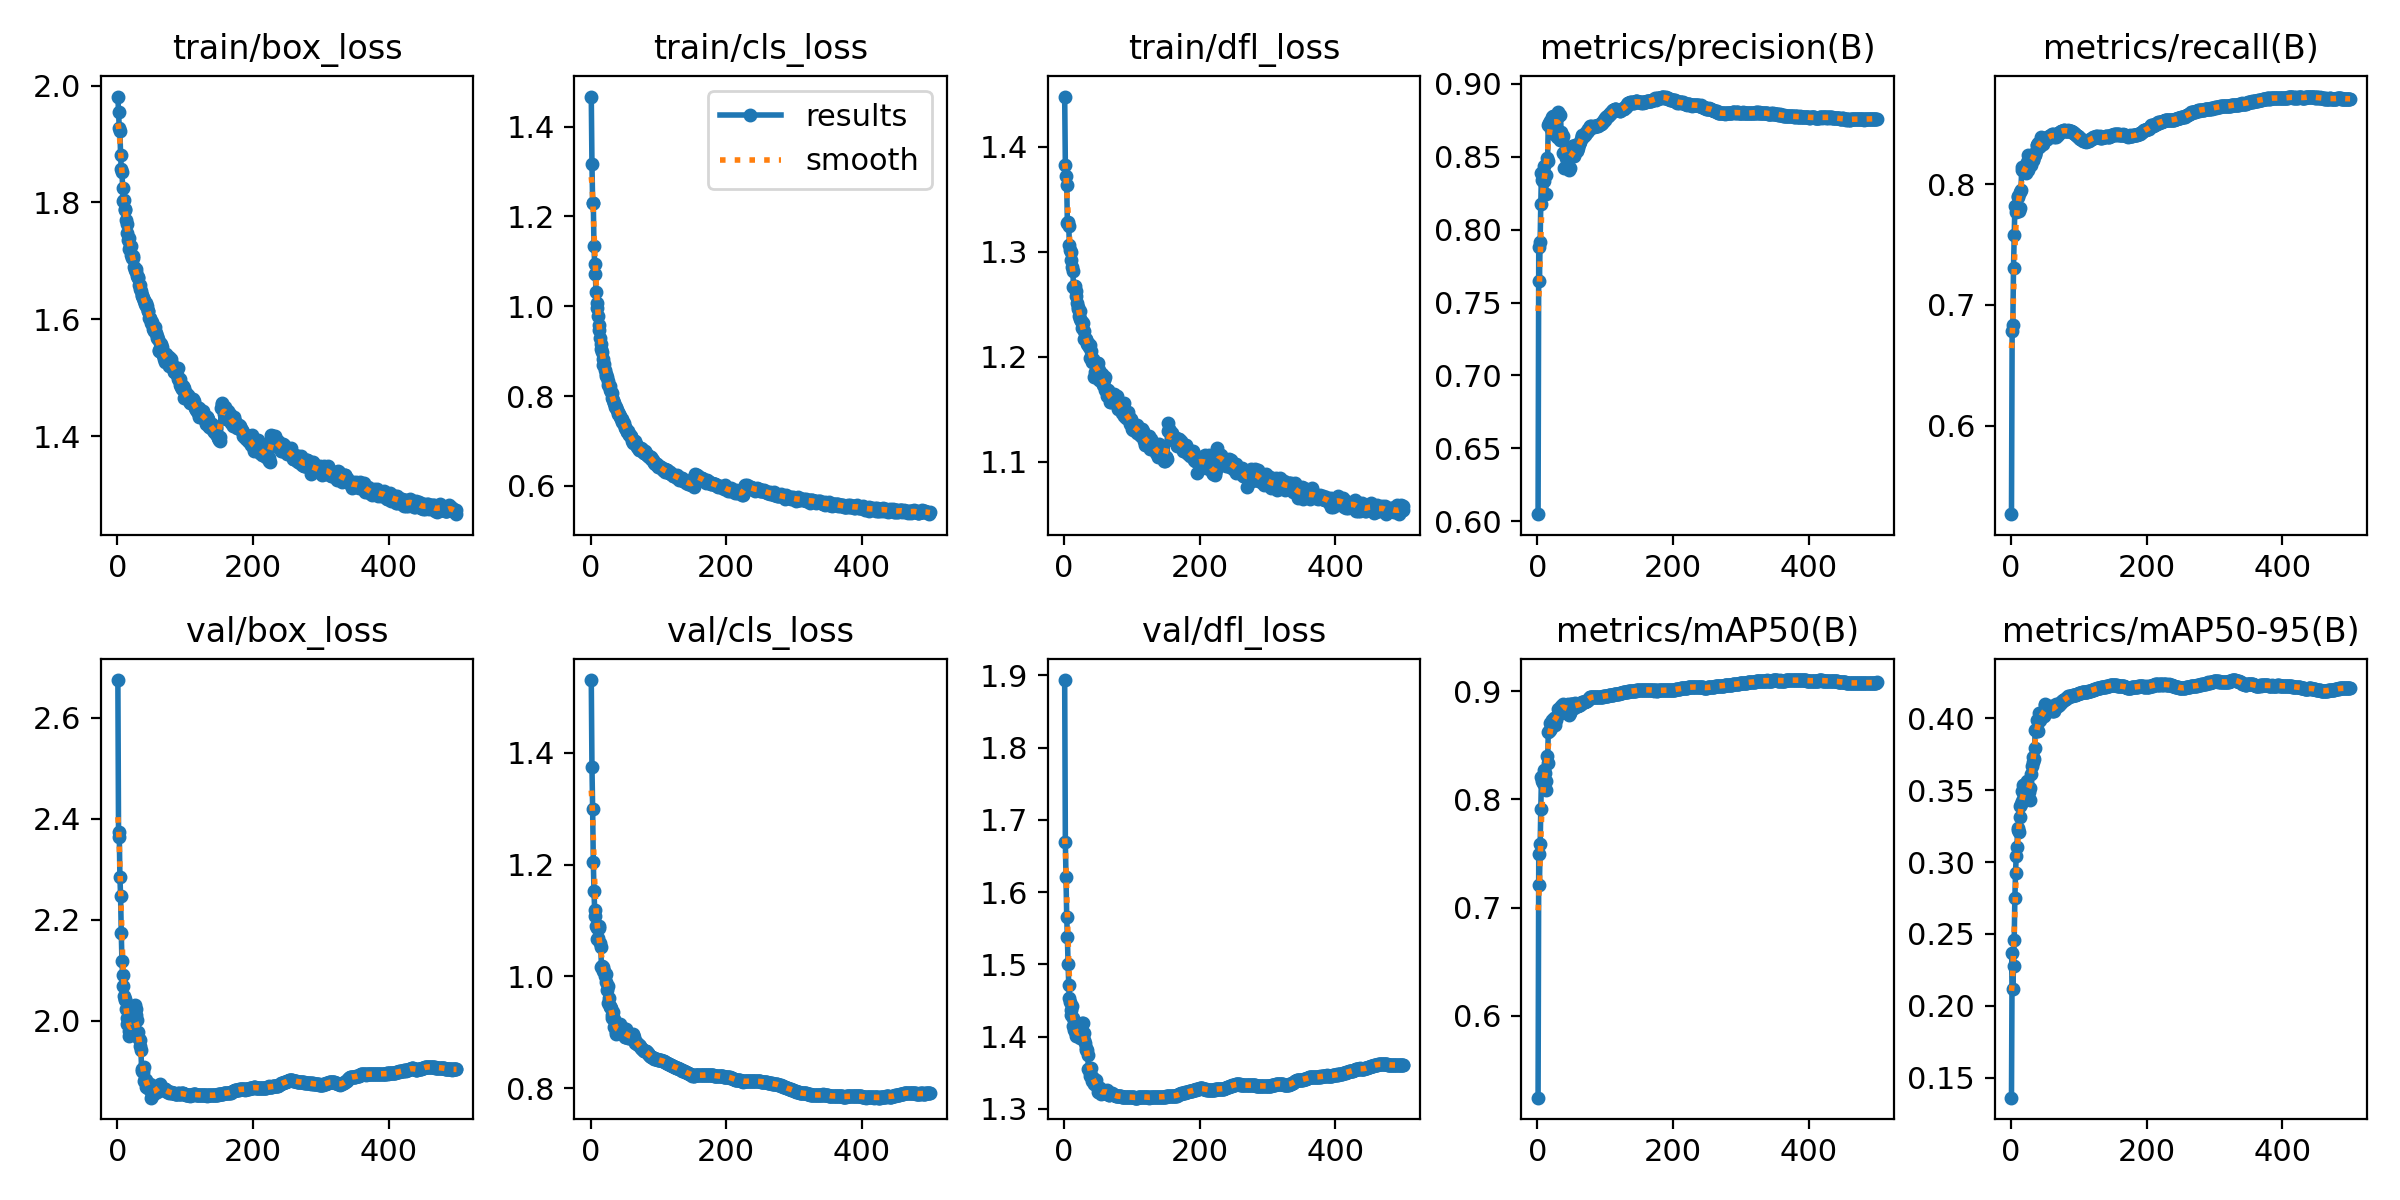 train/box_loss
2.0
1.8
1.6
1.4
0 200 400
train/cls_loss
results
smooth
1.4
1.2
1.0
0.8
0.6
0 200 400
train/dfl_loss
1.4
1.3
1.2
1.1
0 200 400
metrics/precision(B)
0.90
0.85
0.80
0.75
0.70
0.65
0.60
0 200 400
metrics/recall(B)
0.8
0.7
0.6
0 200 400
val/box_loss
2.6
2.4
2.2
2.0
0 200 400
val/cls_loss
1.4
1.2
1.0
0.8
0 200 400
val/dfl_loss
1.9
1.8
1.7
1.6
1.5
1.4
1.3
0 200 400
metrics/mAP50(B)
0.9
0.8
0.7
0.6
0 200 400
metrics/mAP50-95(B)
0.40
0.35
0.30
0.25
0.20
0.15
0 200 400